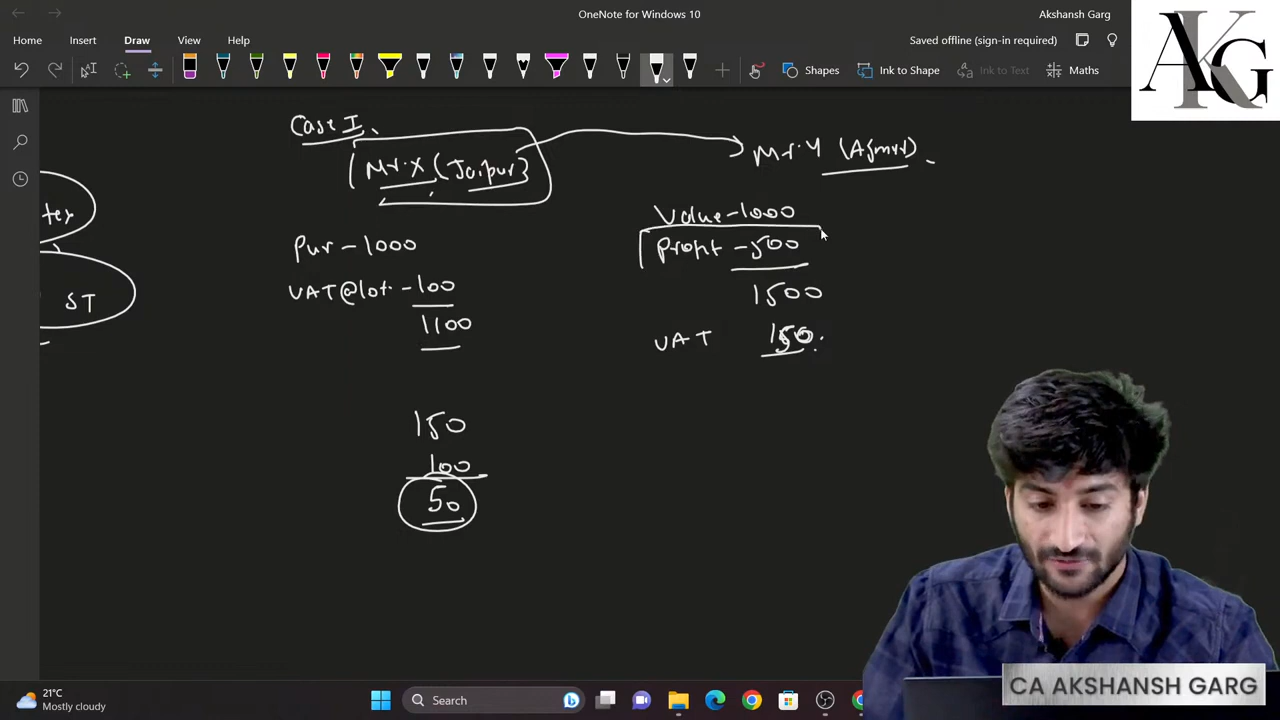 OneNote for Windows 10
Akshansh Garg
Home Insert Draw View Help
Saved offline (sign-in required)
Shapes
Ink to Shape
Ink to Text
Maths
AKG
Case I.
Mr. X (Jaipur)
Mr. Y (Ajmer)
Value - 1000
Pur - 1000
Profit - 500
VAT@10% - 100
1500
1100
VAT 150
150
100
50
tex
ST
21°C
Mostly cloudy
Search
CA AKSHANSH GARG